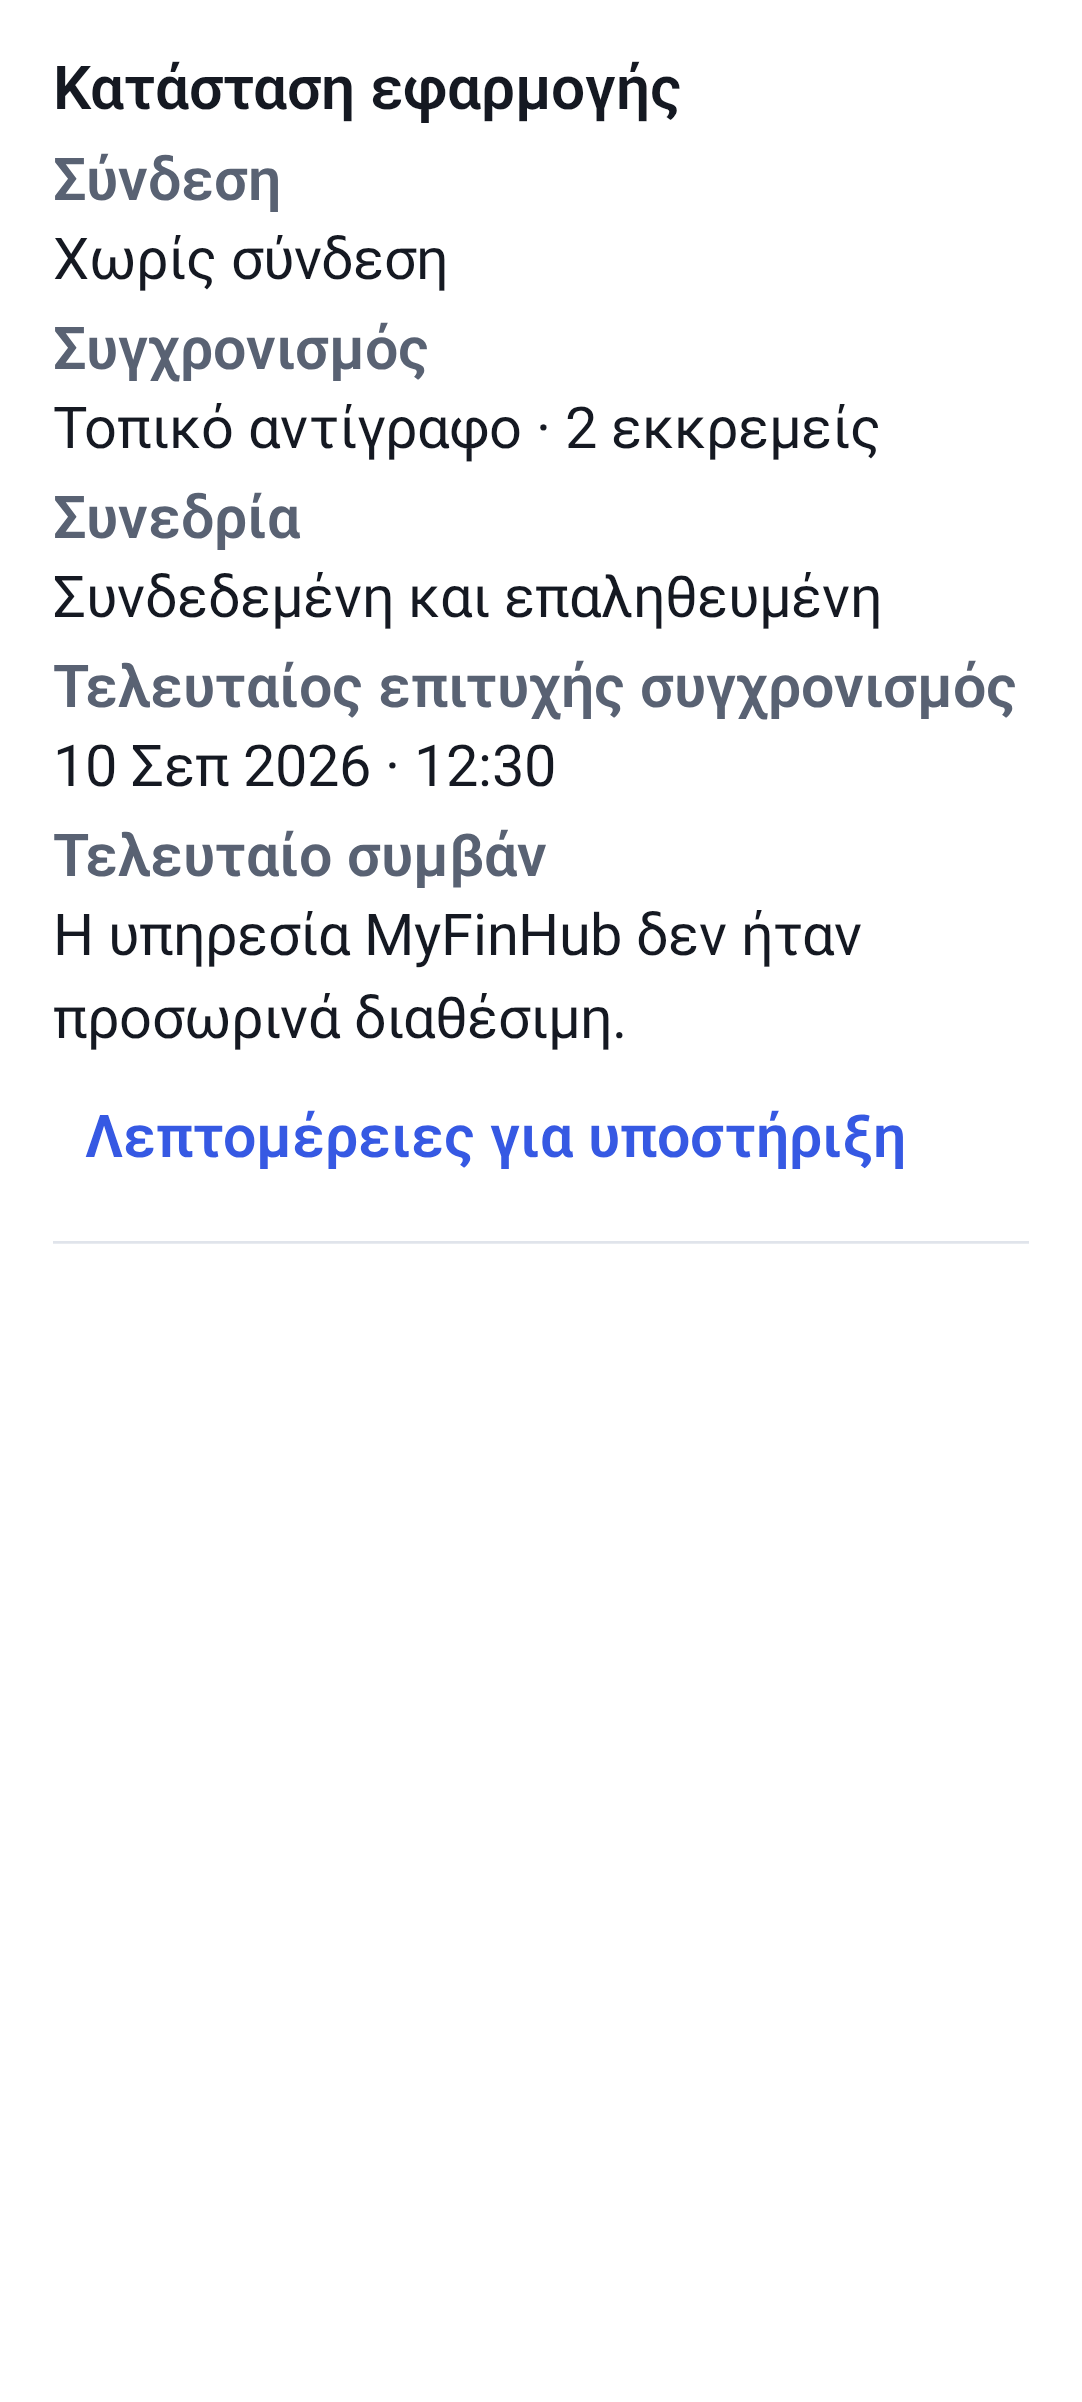 Κατάσταση εφαρμογής
Σύνδεση
Χωρίς σύνδεση
Συγχρονισμός
Τοπικό αντίγραφο · 2 εκκρεμείς
Συνεδρία
Συνδεδεμένη και επαληθευμένη
Τελευταίος επιτυχής συγχρονισμός
10 Σεπ 2026 · 12:30
Τελευταίο συμβάν
Η υπηρεσία MyFinHub δεν ήταν
προσωρινά διαθέσιμη.
Λεπτομέρειες για υποστήριξη